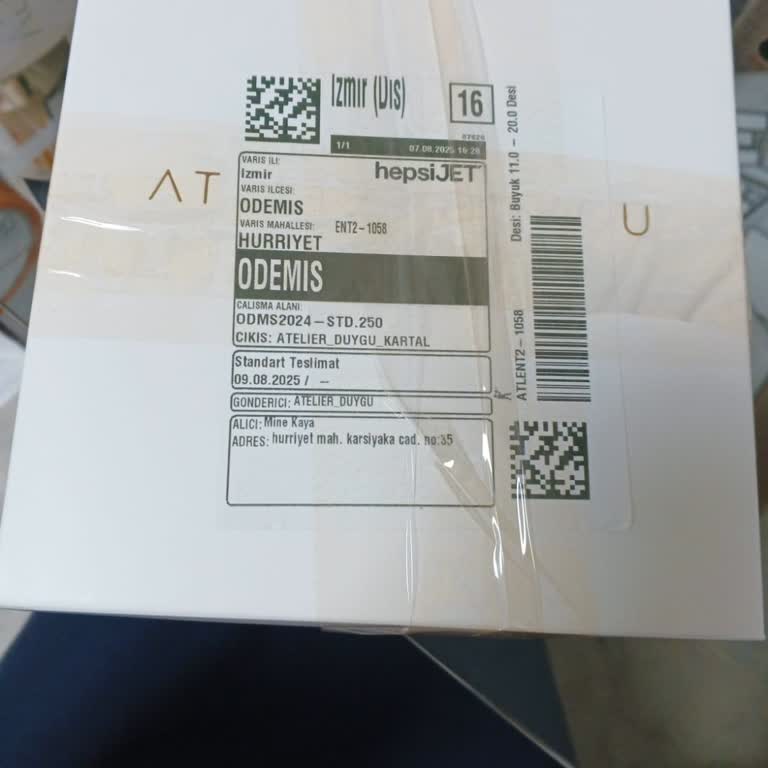 Izmir (Dis)
16
07.08.2025 16:28
1/1
hepsiJET
VARIS ILI:
Izmir
VARIS ILCESI:
ODEMIS
VARIS MAHALLESI: ENT2-1058
HURRIYET
ODEMIS
CALISMA ALANI:
ODMS2024-STD.250
CIKIS: ATELIER_DUYGU_KARTAL
Standart Teslimat
09.08.2025 / --
GONDERICI: ATELIER_DUYGU
ALICI: Mine Kaya
ADRES: hurriyet mah. karsiyaka cad. no:35
Desi: Buyuk 11.0 - 20.0 Desi
ATLENT2-1058
AT
U